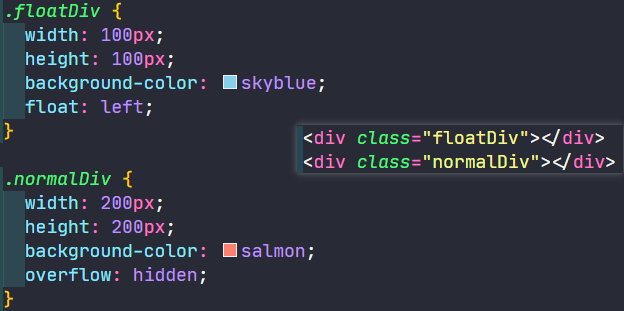 .floatDiv {
  width: 100px;
  height: 100px;
  background-color: skyblue;
  float: left;
}
<div class="floatDiv"></div>
<div class="normalDiv"></div>
.normalDiv {
  width: 200px;
  height: 200px;
  background-color: salmon;
  overflow: hidden;
}